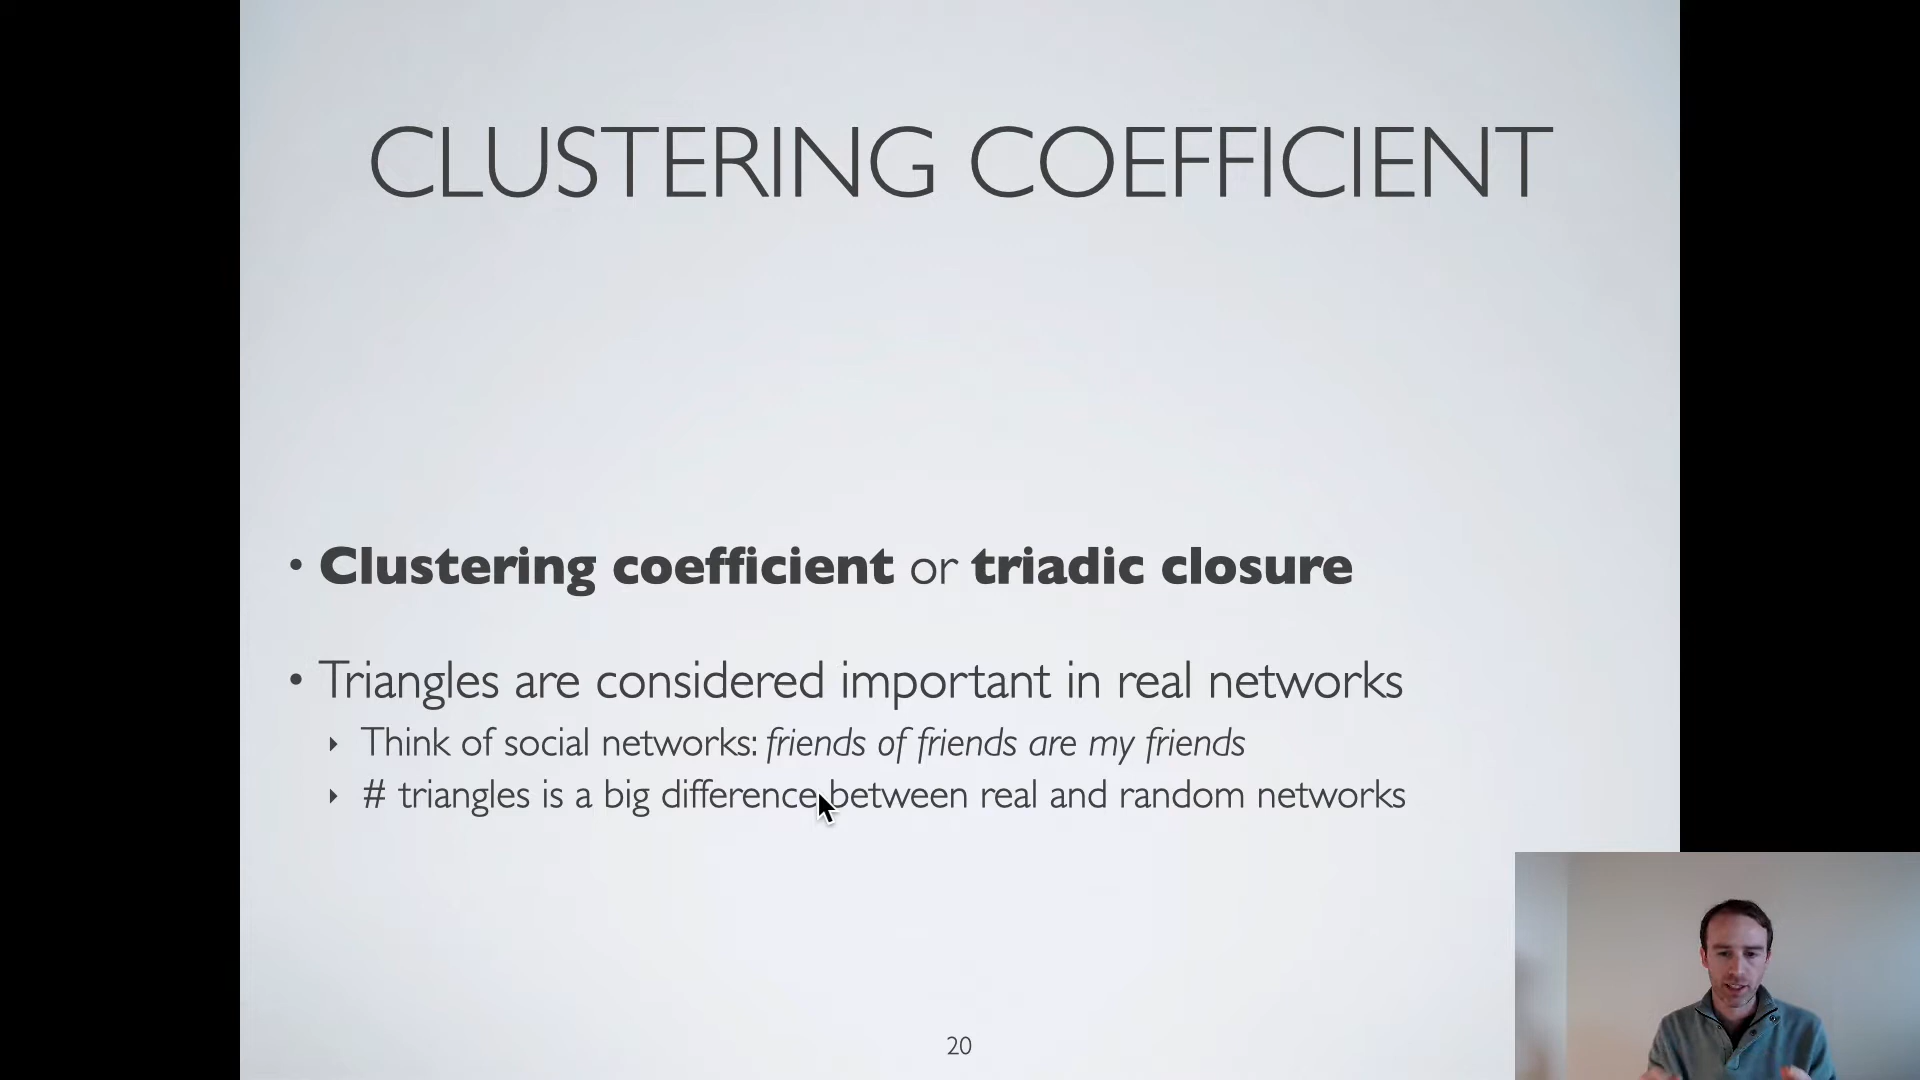 CLUSTERING COEFFICIENT
• Clustering coefficient or triadic closure
• Triangles are considered important in real networks
‣ Think of social networks: friends of friends are my friends
‣ # triangles is a big difference between real and random networks
20